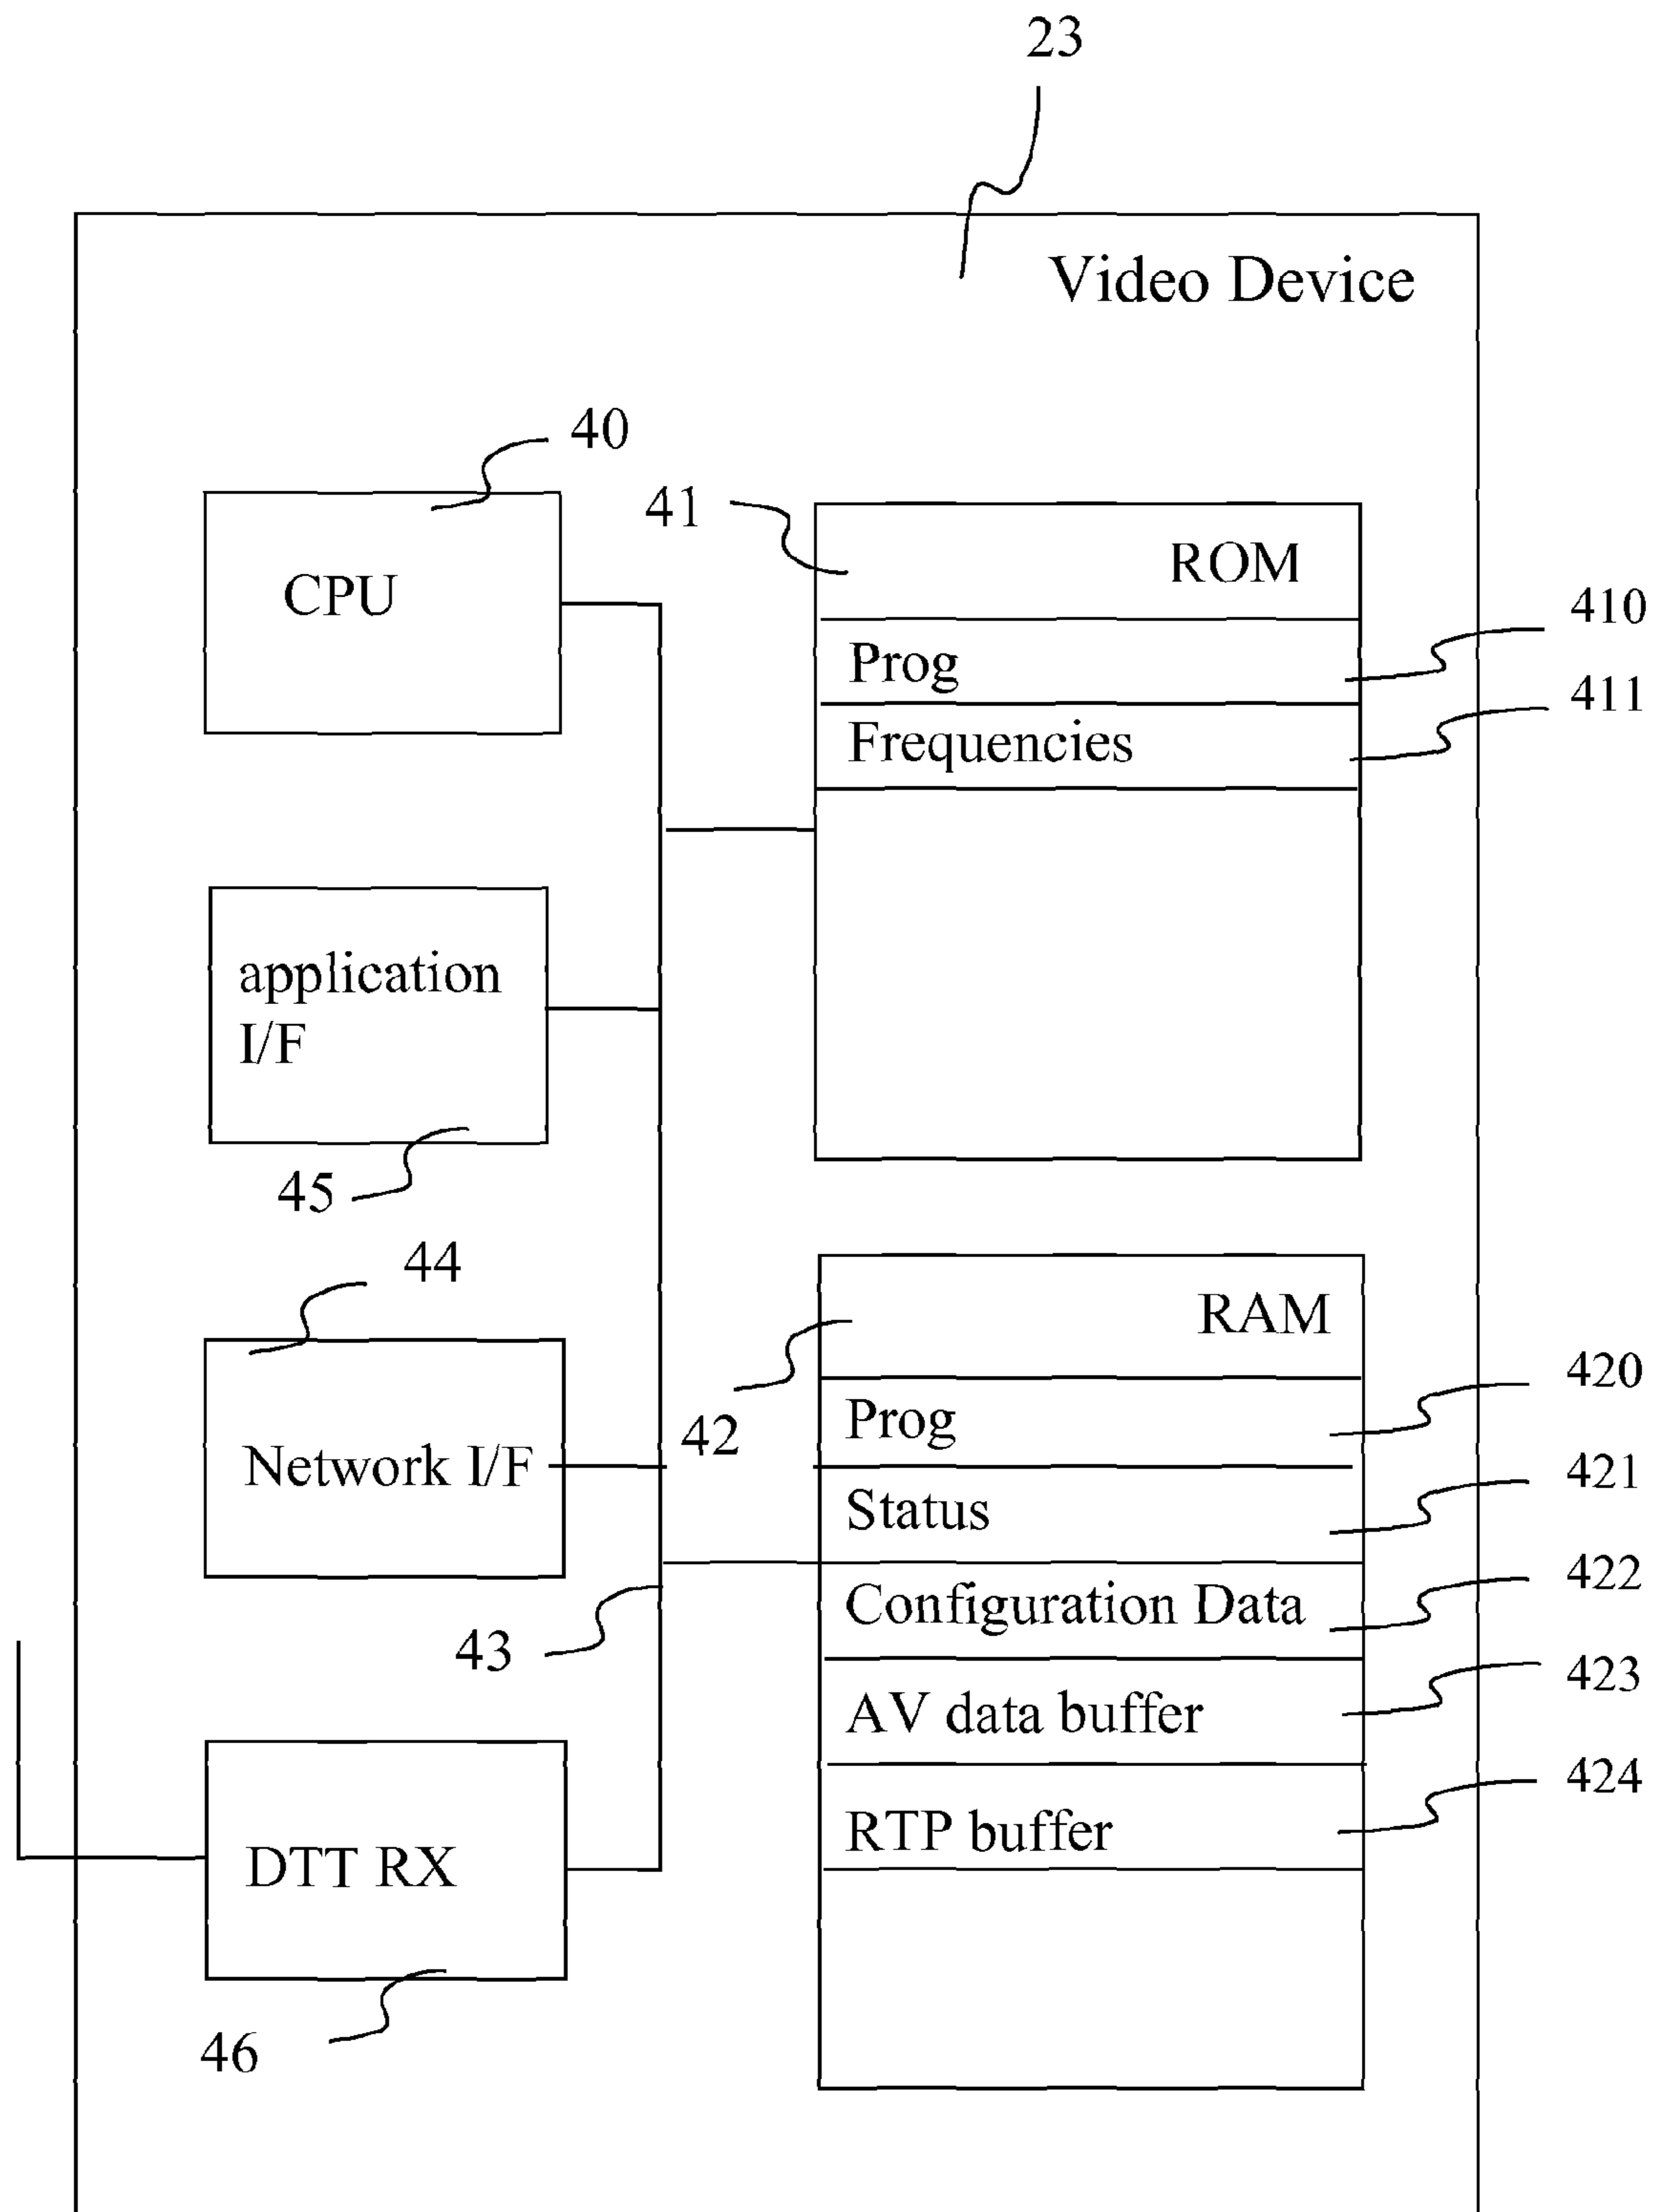 23
Video Device
40
CPU
41
ROM
410
Prog
411
Frequencies
application
I/F
45
44
Network I/F
42
RAM
420
Prog
421
Status
422
Configuration Data
43
423
AV data buffer
424
RTP buffer
DTT RX
46